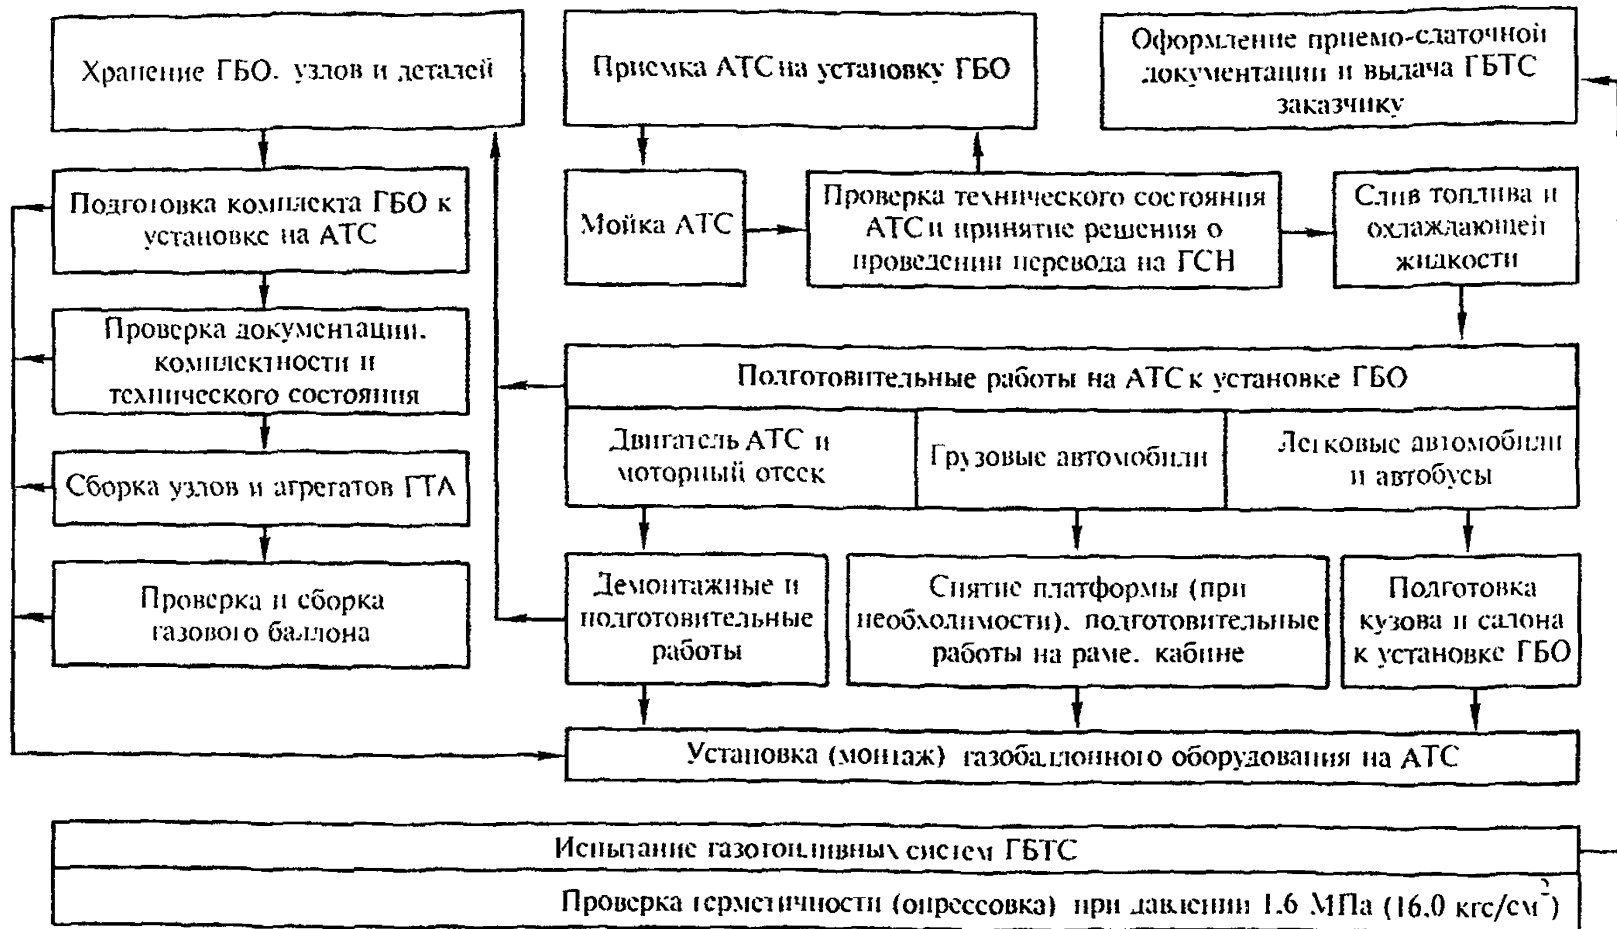 Хранение ГБО, узлов и деталей
Приемка АТС на установку ГБО
Оформление приемо-сдаточной
документации и выдача ГБТС
заказчику
Подготовка комплекта ГБО к
установке на АТС
Мойка АТС
Проверка технического состояния
АТС и принятие решения о
проведении перевода на ГСН
Слив топлива и
охлаждающей
жидкости
Проверка документации,
комплектности и
технического состояния
Подготовительные работы на АТС к установке ГБО
Двигатель АТС и
моторный отсек
Грузовые автомобили
Легковые автомобили
и автобусы
Сборка узлов и агрегатов ГТА
Проверка и сборка
газового баллона
Демонтажные и
подготовительные
работы
Снятие платформы (при
необходимости), подготовительные
работы на раме, кабине
Подготовка
кузова и салона
к установке ГБО
Установка (монтаж) газобаллонного оборудования на АТС
Испытание газотопливных систем ГБТС
Проверка герметичности (опрессовка) при давлении 1.6 МПа (16.0 кгс/см²)